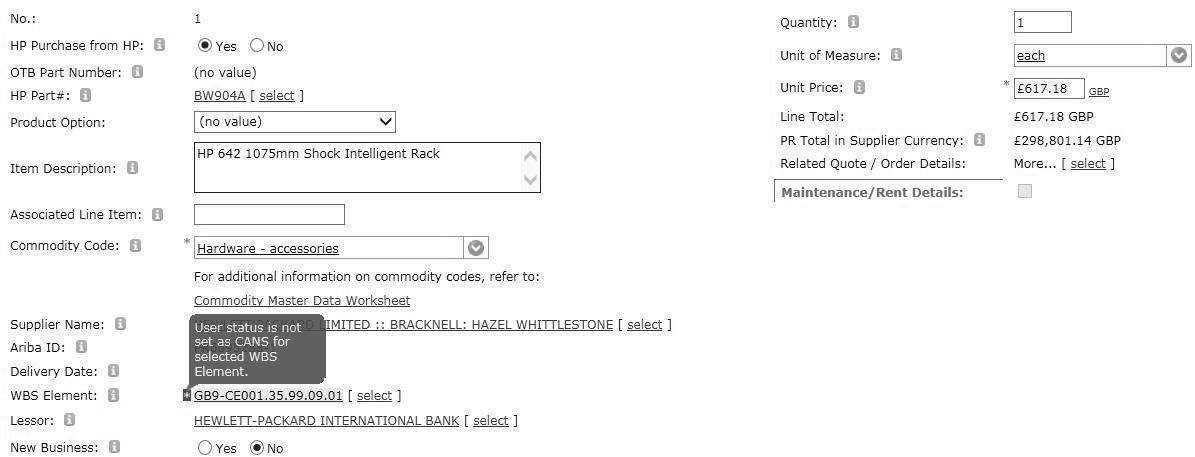 No.: 1
HP Purchase from HP: Yes No
OTB Part Number: (no value)
HP Part#: BW904A [ select ]
Product Option: (no value)
Item Description: HP 642 1075mm Shock Intelligent Rack
Associated Line Item:
Commodity Code: * Hardware - accessories
For additional information on commodity codes, refer to:
Commodity Master Data Worksheet
Supplier Name: LIMITED :: BRACKNELL: HAZEL WHITTLESTONE [ select ]
User status is not
set as CANS for
selected WBS
Element.
Ariba ID:
Delivery Date:
WBS Element: * GB9-CE001.35.99.09.01 [ select ]
Lessor: HEWLETT-PACKARD INTERNATIONAL BANK [ select ]
New Business: Yes No
Quantity: 1
Unit of Measure: each
Unit Price: * £617.18 GBP
Line Total: £617.18 GBP
PR Total in Supplier Currency: £298,801.14 GBP
Related Quote / Order Details: More... [ select ]
Maintenance/Rent Details: